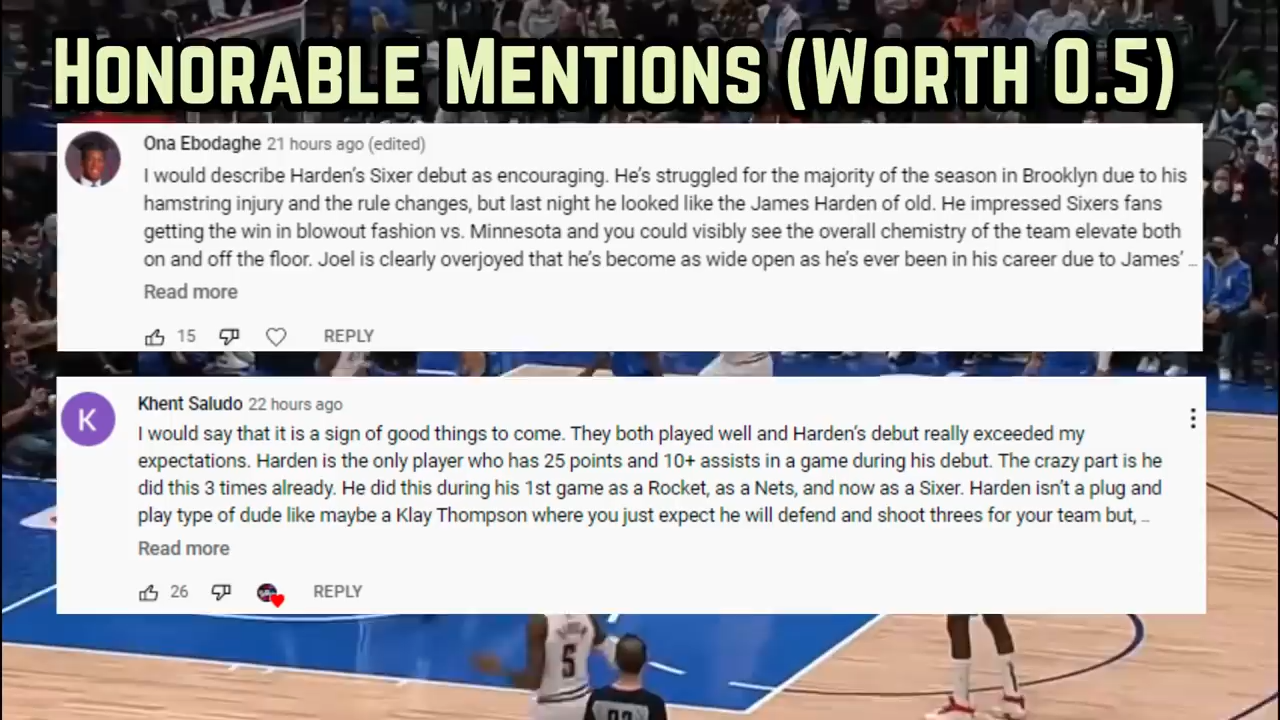 HONORABLE MENTIONS (WORTH 0.5)
Ona Ebodaghe 21 hours ago (edited)
I would describe Harden's Sixer debut as encouraging. He's struggled for the majority of the season in Brooklyn due to his
hamstring injury and the rule changes, but last night he looked like the James Harden of old. He impressed Sixers fans
getting the win in blowout fashion vs. Minnesota and you could visibly see the overall chemistry of the team elevate both
on and off the floor. Joel is clearly overjoyed that he's become as wide open as he's ever been in his career due to James' ...
Read more
15 REPLY
K
Khent Saludo 22 hours ago
I would say that it is a sign of good things to come. They both played well and Harden's debut really exceeded my
expectations. Harden is the only player who has 25 points and 10+ assists in a game during his debut. The crazy part is he
did this 3 times already. He did this during his 1st game as a Rocket, as a Nets, and now as a Sixer. Harden isn't a plug and
play type of dude like maybe a Klay Thompson where you just expect he will defend and shoot threes for your team but, ...
Read more
26 REPLY
5